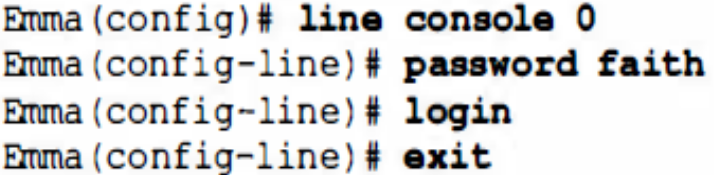 Emma(config)# line console 0
Emma(config-line)# password faith
Emma(config-line)# login
Emma(config-line)# exit